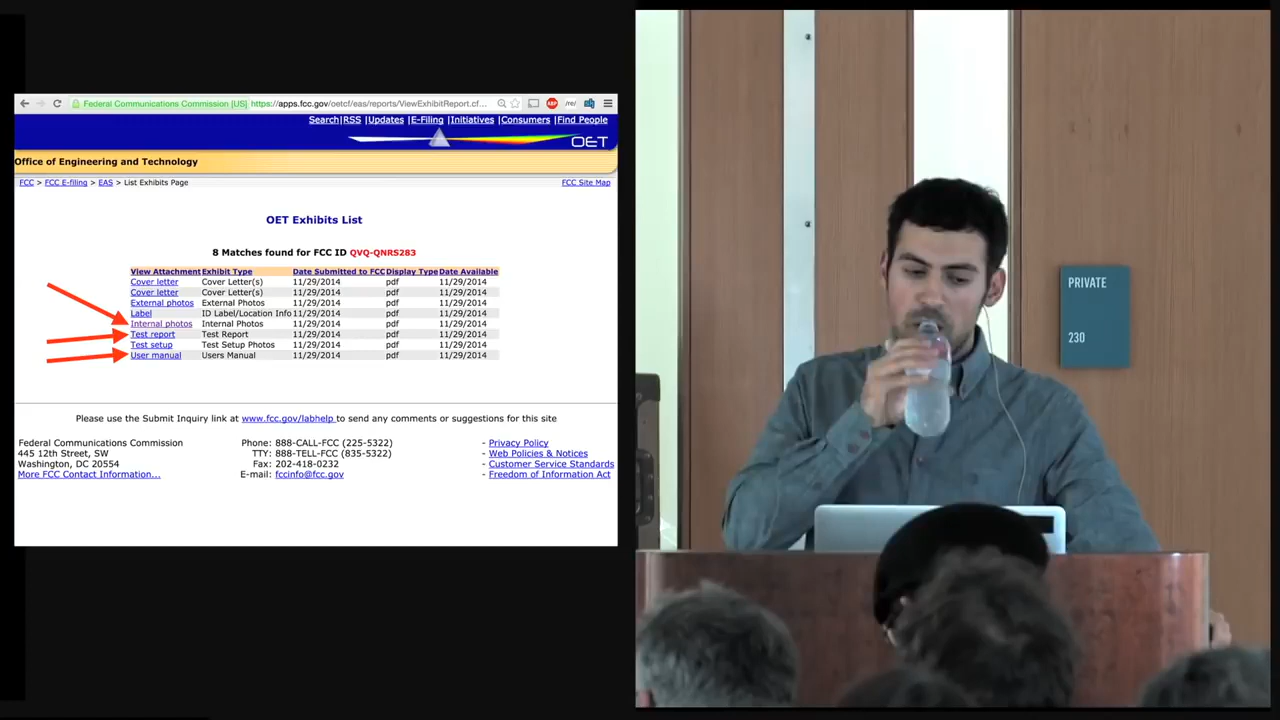 Federal Communications Commission [US] https://apps.fcc.gov/oetcf/eas/reports/ViewExhibitReport.cf...
Search|RSS |Updates |E-Filing |Initiatives |Consumers |Find People
OET
Office of Engineering and Technology
FCC > FCC E-filing > EAS > List Exhibits Page FCC Site Map
OET Exhibits List
8 Matches found for FCC ID QVQ-QNRS283
View Attachment Exhibit Type Date Submitted to FCC Display Type Date Available
Cover letter Cover Letter(s) 11/29/2014 pdf 11/29/2014
Cover letter Cover Letter(s) 11/29/2014 pdf 11/29/2014
External photos External Photos 11/29/2014 pdf 11/29/2014
Label ID Label/Location Info 11/29/2014 pdf 11/29/2014
Internal photos Internal Photos 11/29/2014 pdf 11/29/2014
Test report Test Report 11/29/2014 pdf 11/29/2014
Test setup Test Setup Photos 11/29/2014 pdf 11/29/2014
User manual Users Manual 11/29/2014 pdf 11/29/2014
Please use the Submit Inquiry link at www.fcc.gov/labhelp to send any comments or suggestions for this site
Federal Communications Commission Phone: 888-CALL-FCC (225-5322) - Privacy Policy
445 12th Street, SW TTY: 888-TELL-FCC (835-5322) - Web Policies & Notices
Washington, DC 20554 Fax: 202-418-0232 - Customer Service Standards
More FCC Contact Information... E-mail: fccinfo@fcc.gov - Freedom of Information Act
PRIVATE
230